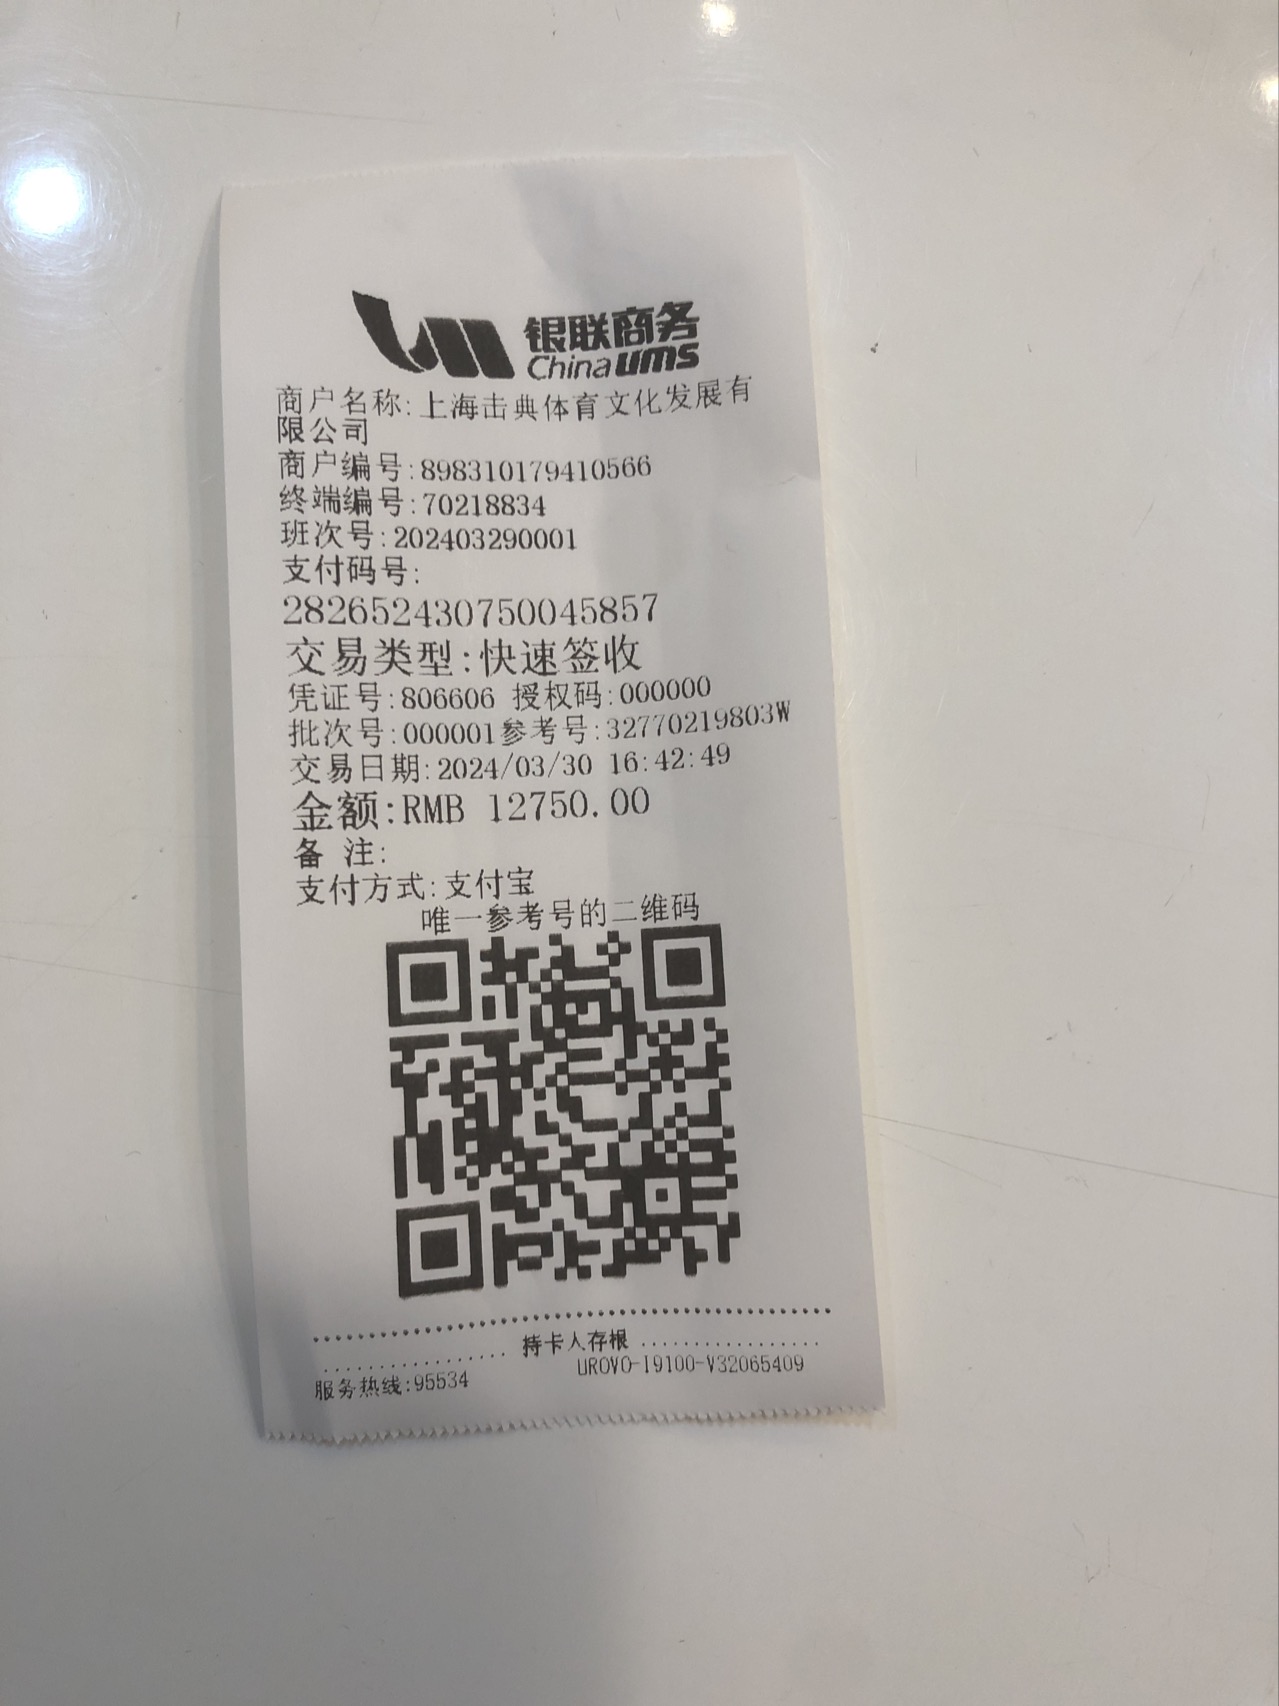 银联商务
Chinaums
商户名称:上海击典体育文化发展有
限公司
商户编号:898310179410566
终端编号:70218834
班次号:202403290001
支付码号:
282652430750045857
交易类型:快速签收
凭证号:806606 授权码:000000
批次号:000001参考号:32770219803W
交易日期:2024/03/30 16:42:49
金额:RMB 12750.00
备 注:
支付方式:支付宝
唯一参考号的二维码
持卡人存根
UROVO-I9100-V32065409
服务热线:95534